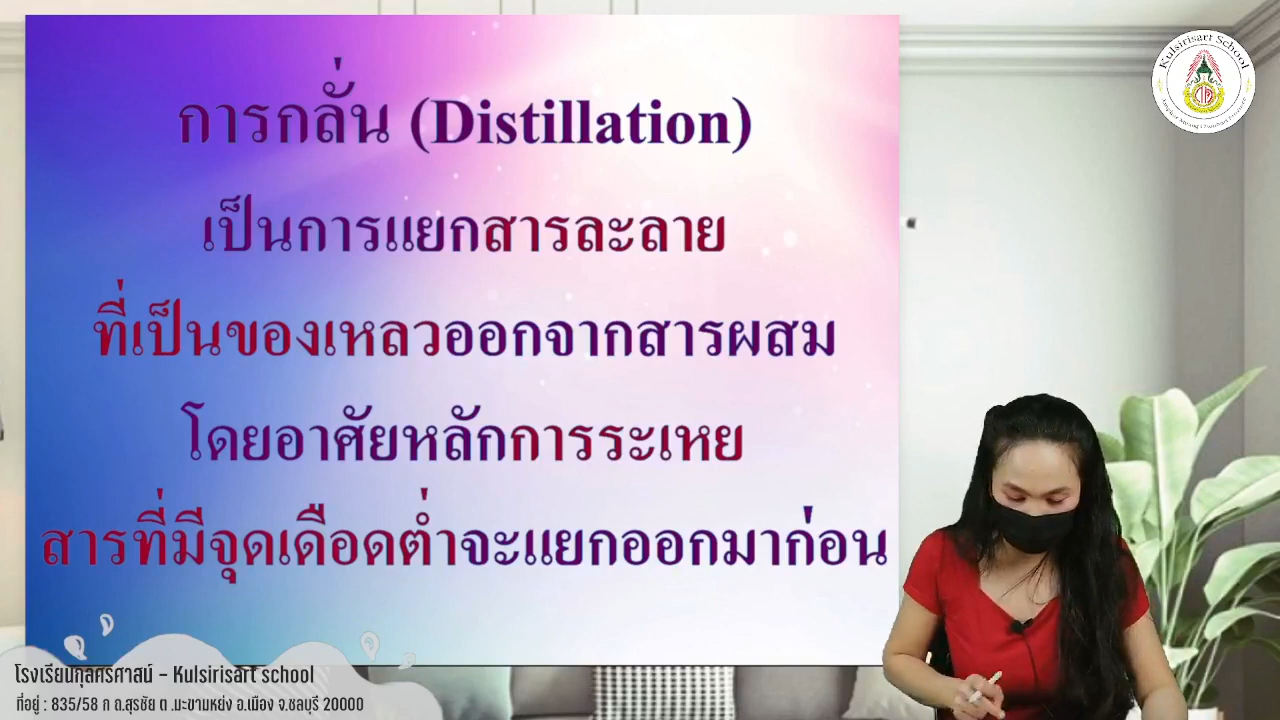 การกลั่น (Distillation)
เป็นการแยกสารละลาย
ที่เป็นของเหลวออกจากสารผสม
โดยอาศัยหลักการระเหย
สารที่มีจุดเดือดต่ำจะแยกออกมาก่อน
Kulsirisart School
โรงเรียนกุลศิริศาสน์ - Kulsirisart school
ที่อยู่ : 835/58 ก ถ.สุรชัย ต .มะขามหย่ง อ.เมือง จ.ชลบุรี 20000